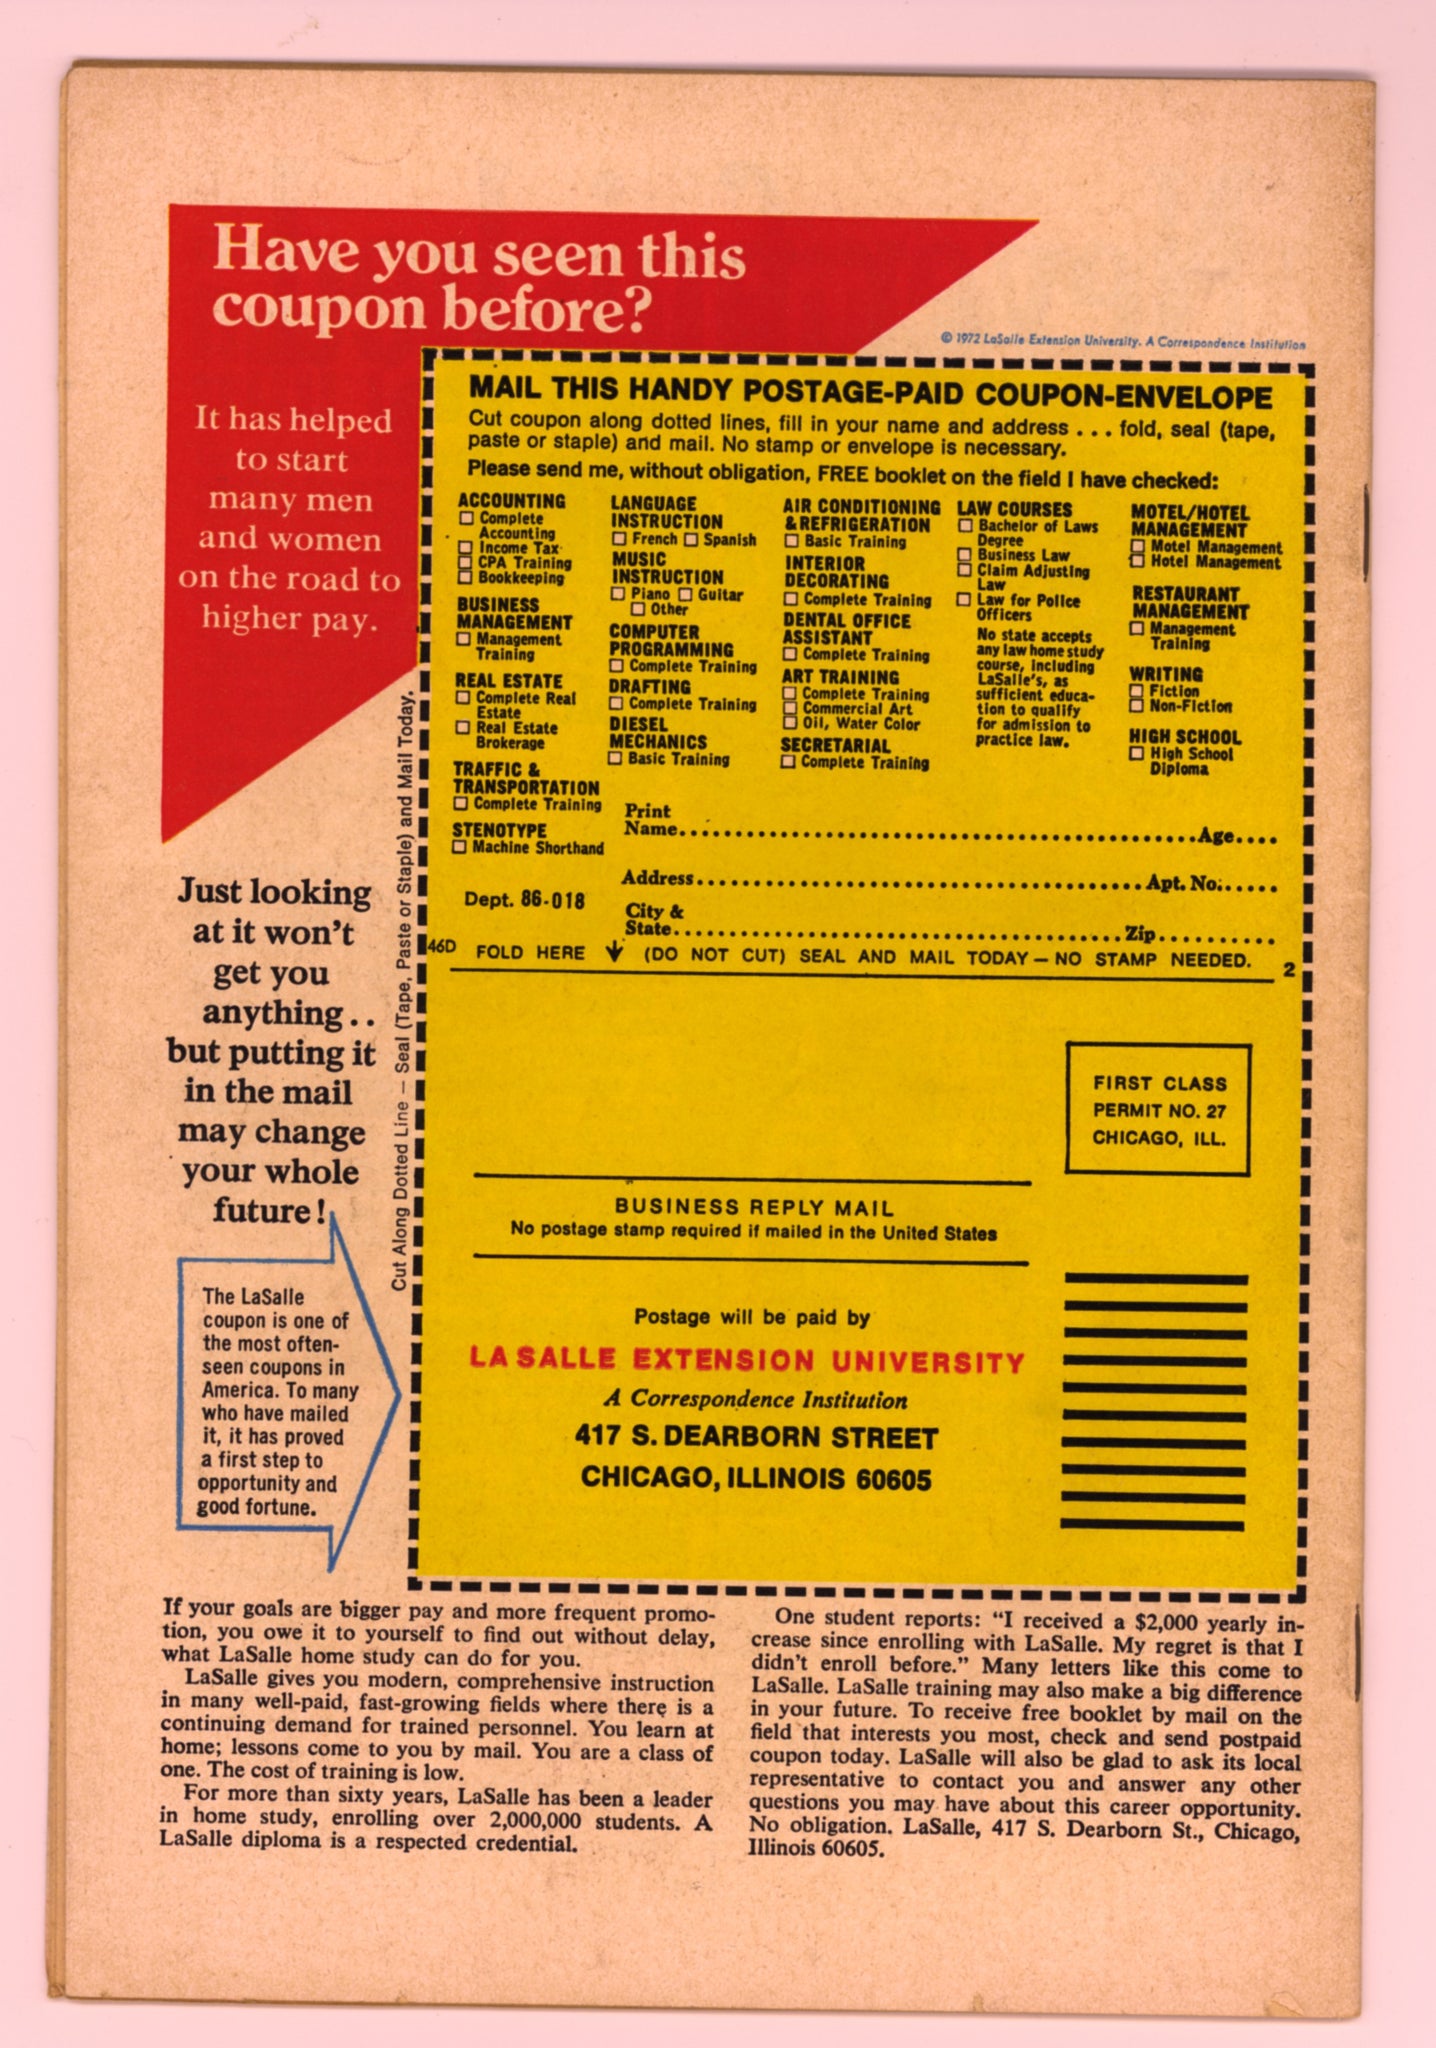 Have you seen this
coupon before?
It has helped
to start
many men
and women
on the road to
higher pay.
© 1972 LaSalle Extension University. A Correspondence Institution
MAIL THIS HANDY POSTAGE-PAID COUPON-ENVELOPE
Cut coupon along dotted lines, fill in your name and address . . . fold, seal (tape,
paste or staple) and mail. No stamp or envelope is necessary.
Please send me, without obligation, FREE booklet on the field I have checked:
ACCOUNTING
☐ Complete
Accounting
☐ Income Tax
☐ CPA Training
☐ Bookkeeping
BUSINESS
MANAGEMENT
☐ Management
Training
REAL ESTATE
☐ Complete Real
Estate
☐ Real Estate
Brokerage
TRAFFIC &
TRANSPORTATION
☐ Complete Training
STENOTYPE
☐ Machine Shorthand
LANGUAGE
INSTRUCTION
☐ French ☐ Spanish
MUSIC
INSTRUCTION
☐ Piano ☐ Guitar
☐ Other
COMPUTER
PROGRAMMING
☐ Complete Training
DRAFTING
☐ Complete Training
DIESEL
MECHANICS
☐ Basic Training
AIR CONDITIONING
& REFRIGERATION
☐ Basic Training
INTERIOR
DECORATING
☐ Complete Training
DENTAL OFFICE
ASSISTANT
☐ Complete Training
ART TRAINING
☐ Complete Training
☐ Commercial Art
☐ Oil, Water Color
SECRETARIAL
☐ Complete Training
LAW COURSES
☐ Bachelor of Laws
Degree
☐ Business Law
☐ Claim Adjusting
Law
☐ Law for Police
Officers
No state accepts
any law home study
course, including
LaSalle's, as
sufficient educa-
tion to qualify
for admission to
practice law.
MOTEL/HOTEL
MANAGEMENT
☐ Motel Management
☐ Hotel Management
RESTAURANT
MANAGEMENT
☐ Management
Training
WRITING
☐ Fiction
☐ Non-Fiction
HIGH SCHOOL
☐ High School
Diploma
Print
Name.......... Age....
Address.......... Apt. No......
Dept. 86-018
City &
State.......... Zip..........
46D FOLD HERE ↓ (DO NOT CUT) SEAL AND MAIL TODAY — NO STAMP NEEDED. 2
Cut Along Dotted Line — Seal (Tape, Paste or Staple) and Mail Today.
Just looking
at it won't
get you
anything . .
but putting it
in the mail
may change
your whole
future!
The LaSalle
coupon is one of
the most often-
seen coupons in
America. To many
who have mailed
it, it has proved
a first step to
opportunity and
good fortune.
FIRST CLASS
PERMIT NO. 27
CHICAGO, ILL.
BUSINESS REPLY MAIL
No postage stamp required if mailed in the United States
Postage will be paid by
LA SALLE EXTENSION UNIVERSITY
A Correspondence Institution
417 S. DEARBORN STREET
CHICAGO, ILLINOIS 60605
If your goals are bigger pay and more frequent promo-
tion, you owe it to yourself to find out without delay,
what LaSalle home study can do for you.
LaSalle gives you modern, comprehensive instruction
in many well-paid, fast-growing fields where there is a
continuing demand for trained personnel. You learn at
home; lessons come to you by mail. You are a class of
one. The cost of training is low.
For more than sixty years, LaSalle has been a leader
in home study, enrolling over 2,000,000 students. A
LaSalle diploma is a respected credential.
One student reports: "I received a $2,000 yearly in-
crease since enrolling with LaSalle. My regret is that I
didn't enroll before." Many letters like this come to
LaSalle. LaSalle training may also make a big difference
in your future. To receive free booklet by mail on the
field that interests you most, check and send postpaid
coupon today. LaSalle will also be glad to ask its local
representative to contact you and answer any other
questions you may have about this career opportunity.
No obligation. LaSalle, 417 S. Dearborn St., Chicago,
Illinois 60605.